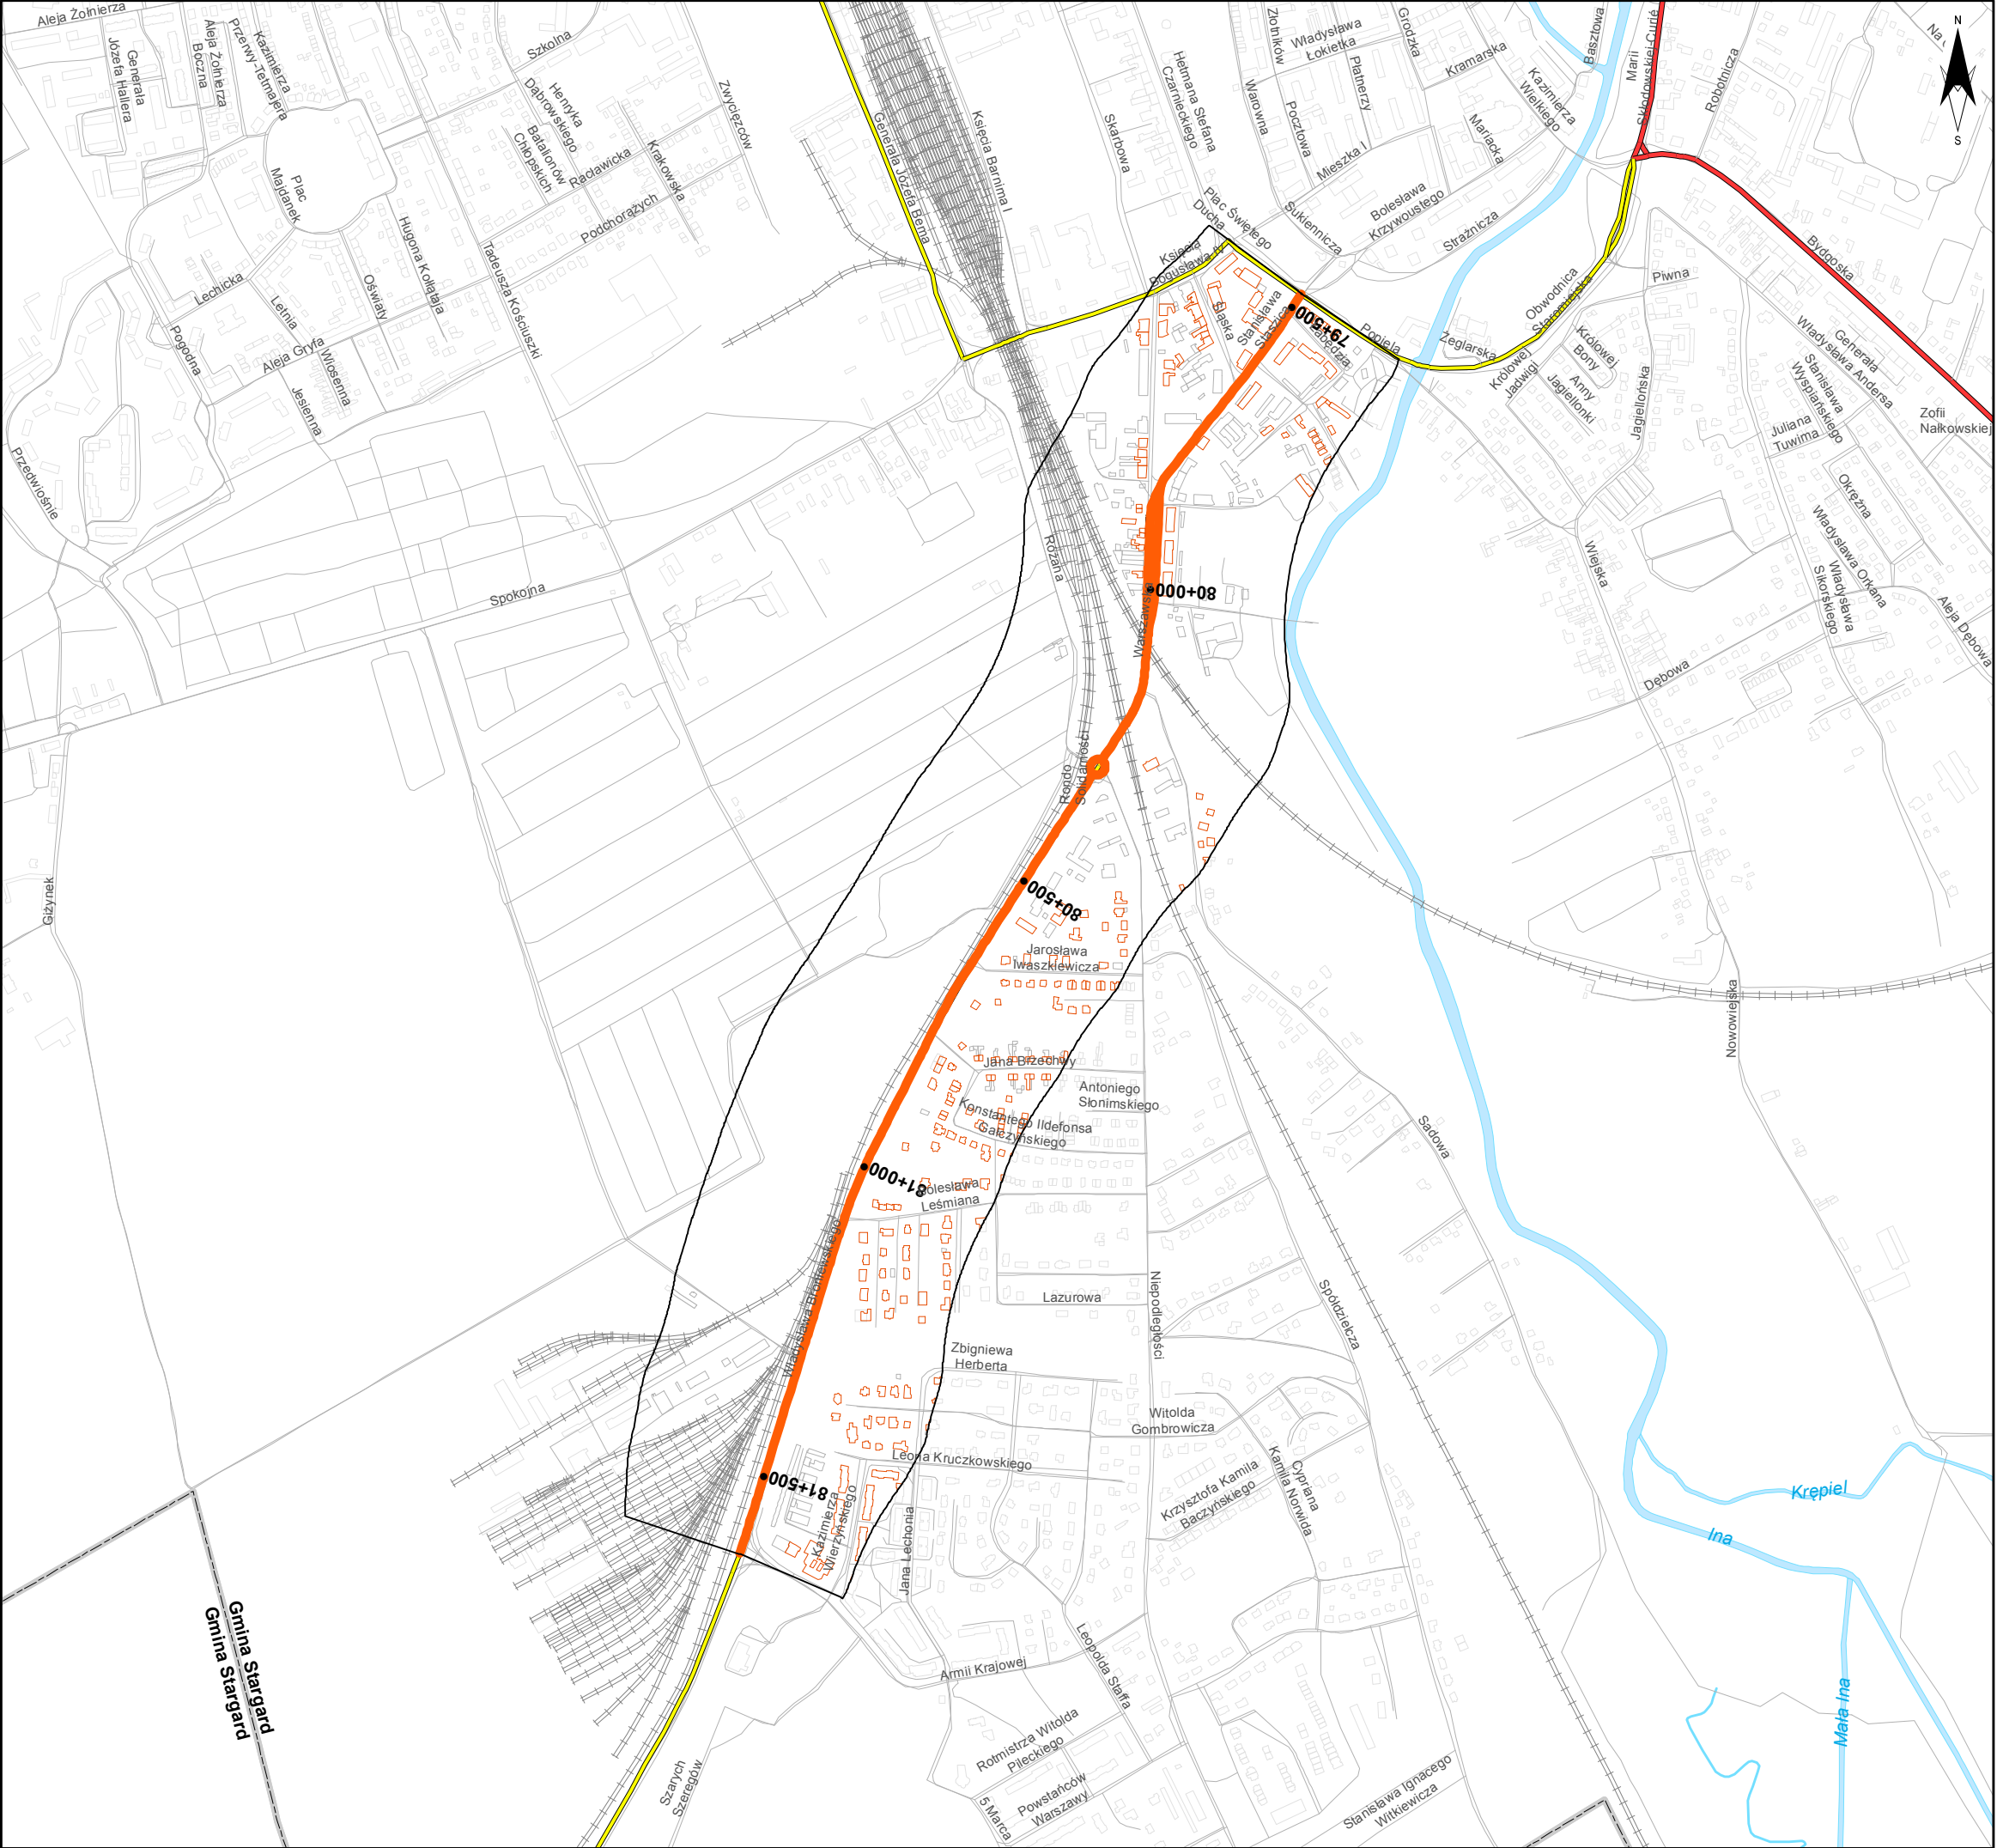 Aleja Żołnierza
Generała
Józefa Hallera
Aleja Żołnierza
Boczna
Kazimierza
Przerwy-Tetmajera
Szkolna
Henryka
Dąbrowskiego
Batalionów
Chłopskich
Racławicka
Krakowska
Podchorążych
Zwycięzców
Generała Józefa Bema
Księcia Barnima I
Skarbowa
Hetmana Stefana
Czarnieckiego
Złotników
Władysława
Łokietka
Grodzka
Kramarska
Płatnerzy
Warowna
Pocztowa
Mieszka I
Mariacka
Kazimierza
Wielkiego
Basztowa
Marii
Skłodowskiej-Curie
Robotnicza
N
S
Plac
Majdanek
Hugona Kołłątaja
Tadeusza Kościuszki
Oświaty
Lechicka
Letnia
Aleja Gryfa
Wiosenna
Jesienna
Pogodna
Przedwiośnie
Spokojna
Giżynek
Plac Świętego
Ducha
Sukiennicza
Bolesława
Krzywoustego
Strażnicza
Księcia
Bogusława IV
Śląska
Stanisława
Staszica
79+500
Łabędzia
Popiela
Żeglarska
Obwodnica
Staromiejska
Piwna
Bydgoska
Królowej
Jadwigi
Królowej
Bony
Anny
Jagiellonki
Jagiellońska
Generała
Władysława Andersa
Stanisława
Wyspiańskiego
Juliana
Tuwima
Zofii
Nałkowskiej
Okrężna
Władysława Orkana
Władysława
Sikorskiego
Aleja Dębowa
Wiejska
Dębowa
Nowowiejska
Różana
80+000
Warszawska
Rondo
Solidarności
80+500
Jarosława
Iwaszkiewicza
Jana Brzechwy
Antoniego
Słonimskiego
Konstantego Ildefonsa
Gałczyńskiego
81+000
Bolesława
Leśmiana
Władysława Broniewskiego
Lazurowa
Niepodległości
Spółdzielcza
Sadowa
Zbigniewa
Herberta
Witolda
Gombrowicza
Leona Kruczkowskiego
81+500
Kazimierza
Wierzyńskiego
Jana Lechonia
Krzysztofa Kamila
Baczyńskiego
Cypriana
Kamila Norwida
Krępiel
Ina
Mała Ina
Gmina Stargard
Gmina Stargard
Armii Krajowej
Leopolda Staffa
Rotmistrza Witolda
Pileckiego
Powstańców
Warszawy
5 Marca
Szarych
Szeregów
Stanisława Ignacego
Witkiewicza